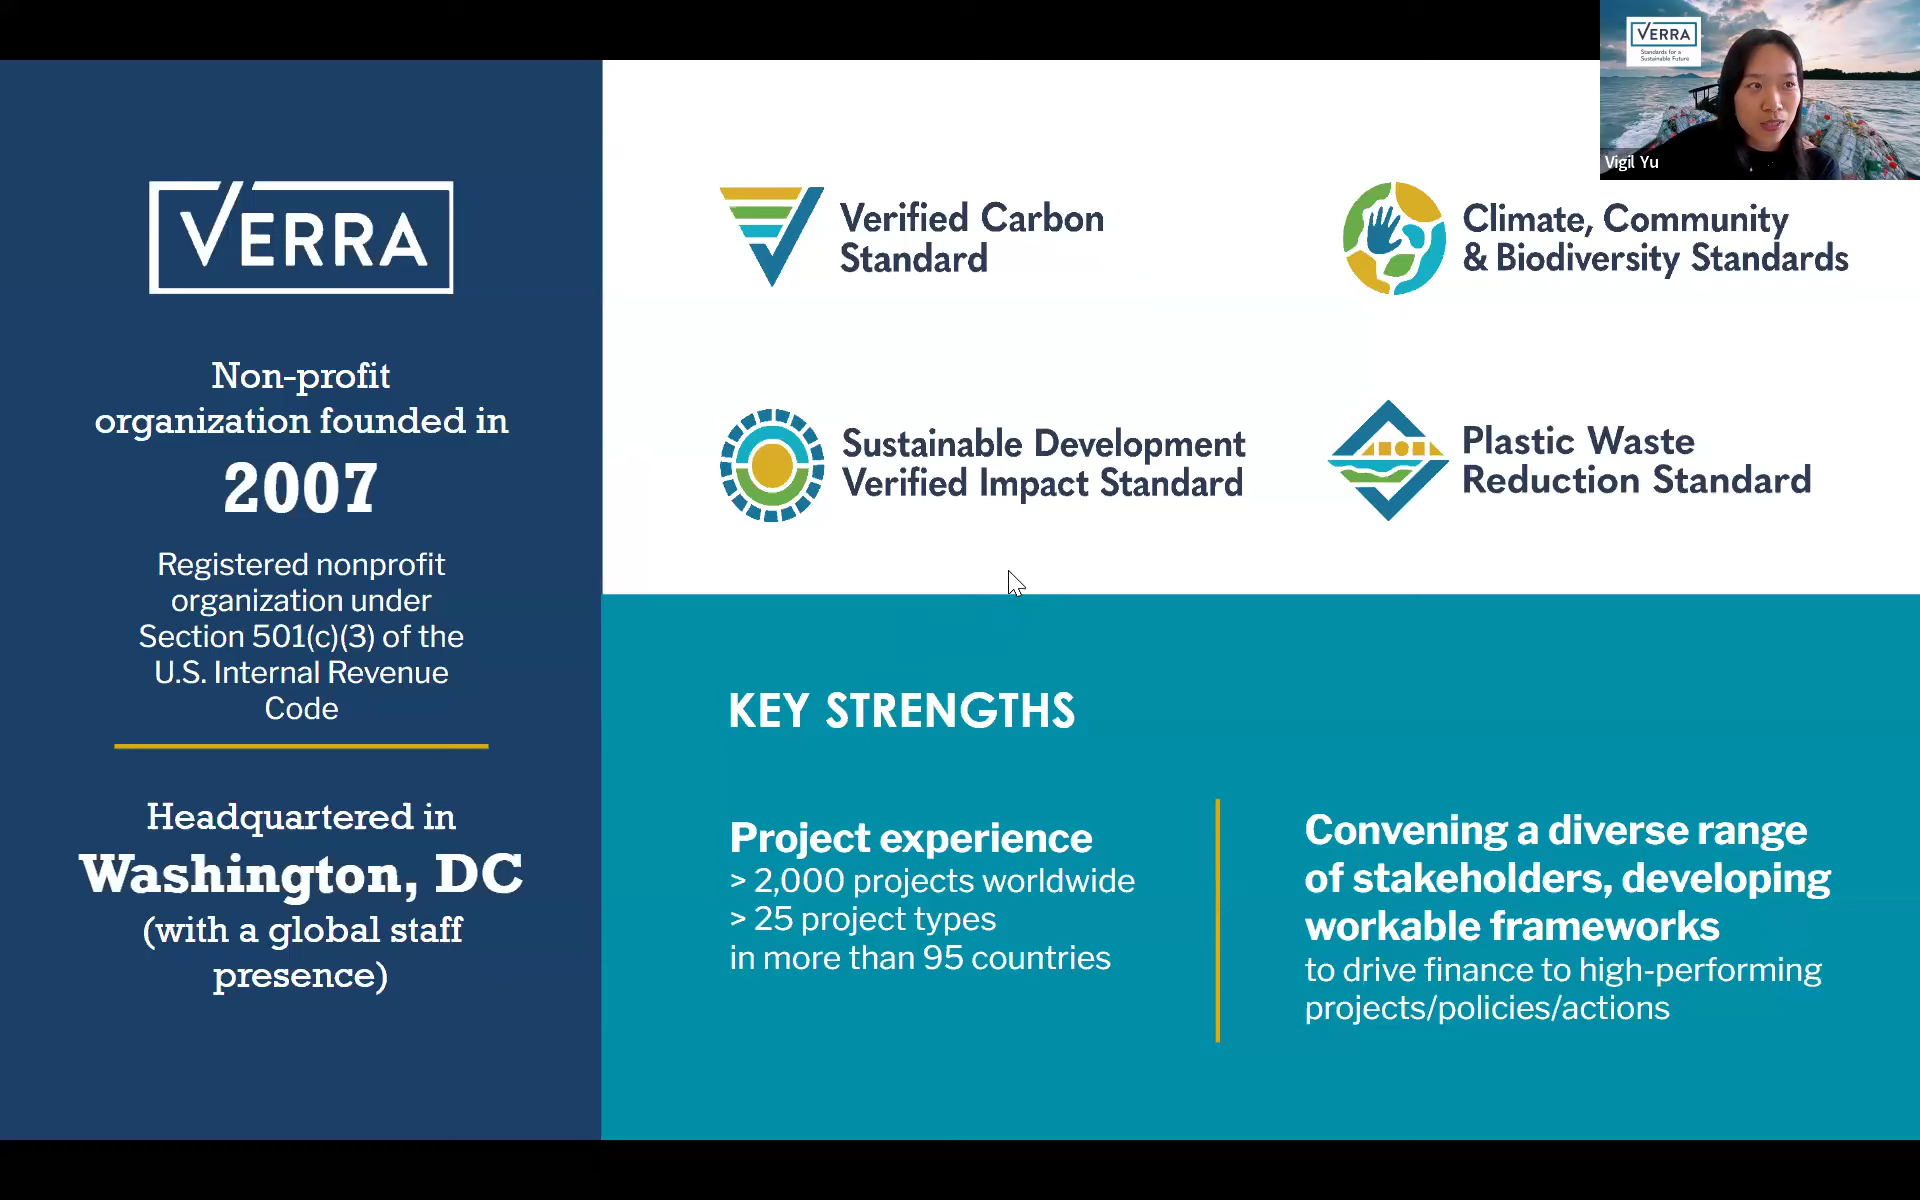 VERRA
Non-profit
organization founded in
2007
Registered nonprofit
organization under
Section 501(c)(3) of the
U.S. Internal Revenue
Code
Headquartered in
Washington, DC
(with a global staff
presence)
Verified Carbon
Standard
Climate, Community
& Biodiversity Standards
Sustainable Development
Verified Impact Standard
Plastic Waste
Reduction Standard
KEY STRENGTHS
Project experience
> 2,000 projects worldwide
> 25 project types
in more than 95 countries
Convening a diverse range
of stakeholders, developing
workable frameworks
to drive finance to high-performing
projects/policies/actions
VERRA
Standards for a
Sustainable Future
Vigil Yu